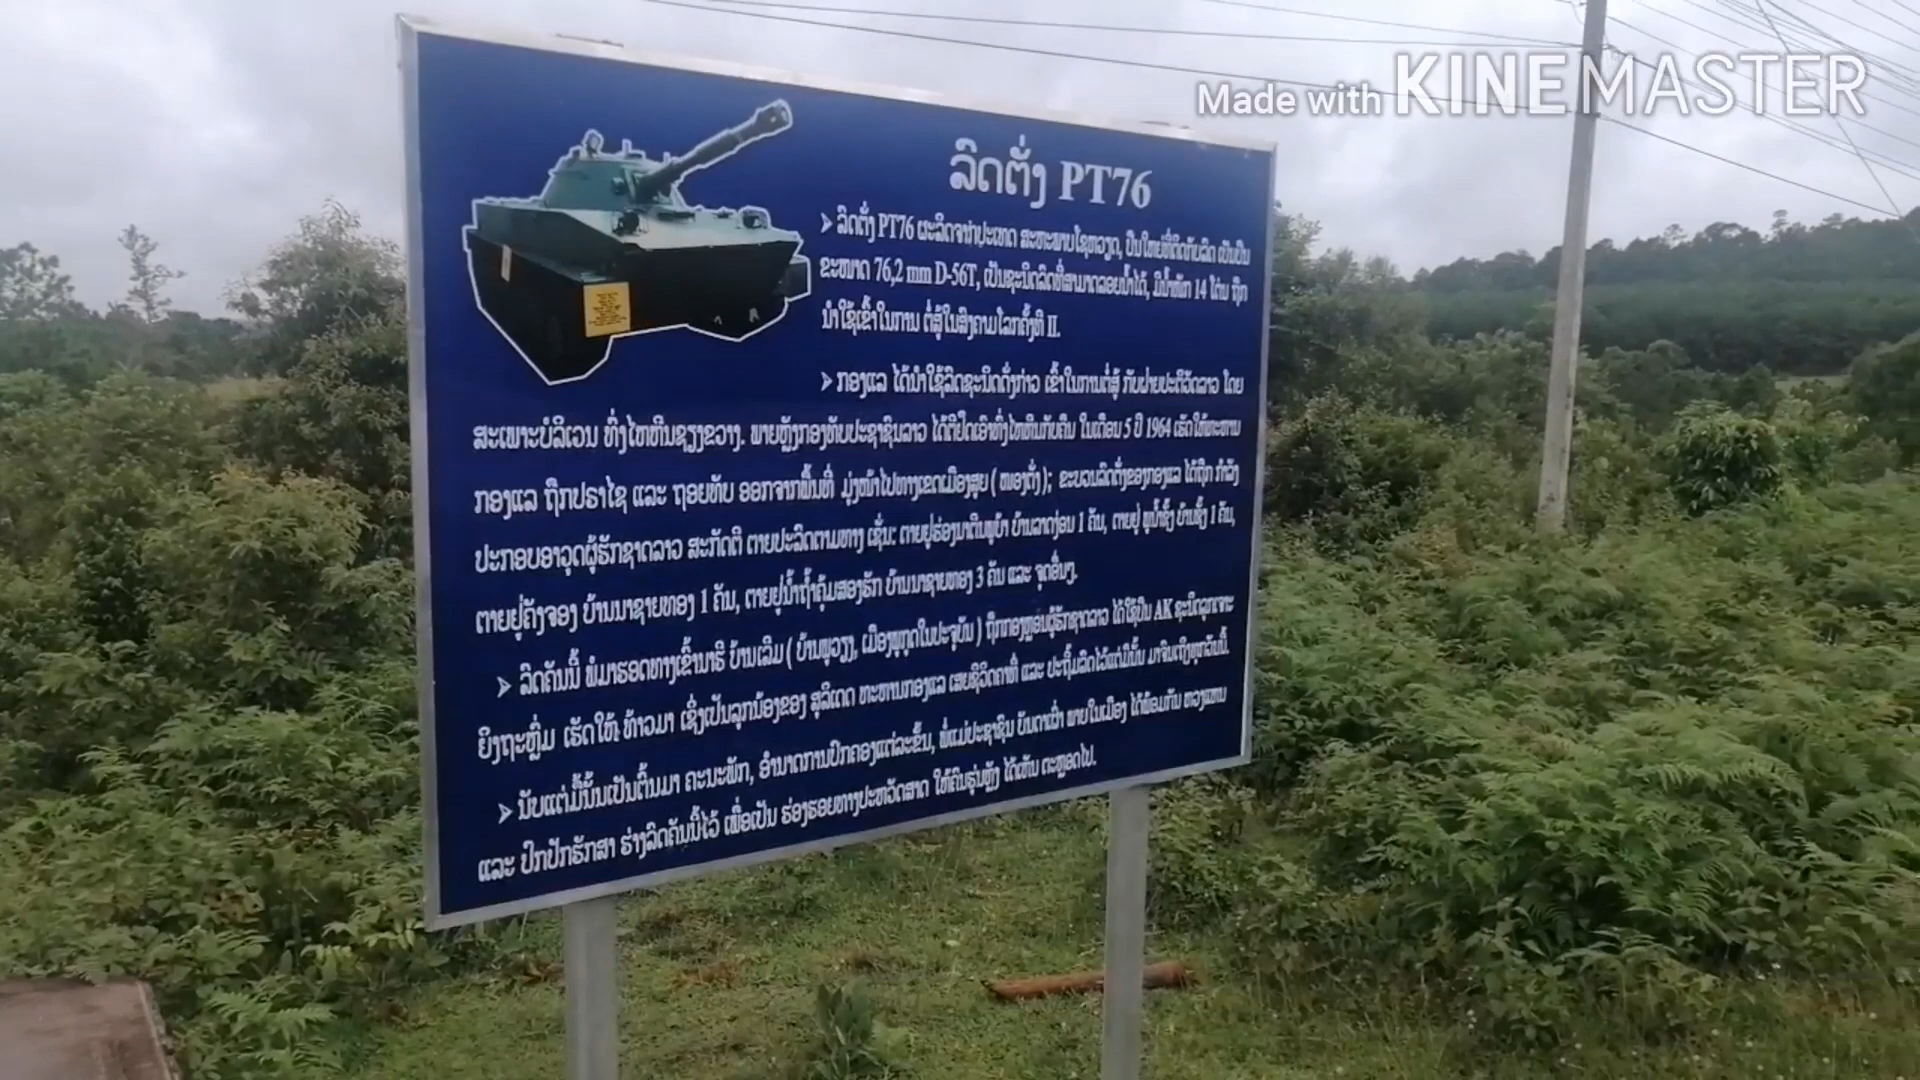 Made with KINEMASTER
ລົດຕັ່ງ PT76
➢ ລົດຕັ່ງ PT76 ຜະລິດຈາກປະເທດ ສະຫະພາບໂຊຫວຽດ, ປືນໃຫຍ່ທີ່ຕິດກັບລົດ ເປັນປືນ
ຂະໜາດ 76,2 mm D-56T, ເປັນຊະນິດລົດທີ່ສາມາດລອຍນ້ຳໄດ້, ມີນ້ຳໜັກ 14 ໂຕນ ຖືກ
ນຳໃຊ້ເຂົ້າໃນການ ຕໍ່ສູ້ໃນສົງຄາມໂລກຄັ້ງທີ II.
➢ ກອງແລ ໄດ້ນຳໃຊ້ລົດຊະນິດດັ່ງກ່າວ ເຂົ້າໃນການຕໍ່ສູ້ ກັບຝ່າຍປະຕິວັດລາວ ໂດຍ
ສະເພາະບໍລິເວນ ທົ່ງໄຫຫີນຊຽງຂວາງ. ພາຍຫຼັງກອງທັບປະຊາຊົນລາວ ໄດ້ຕີຢຶດເອົາທົ່ງໄຫຫີນກັບຄືນ ໃນເດືອນ 5 ປີ 1964 ເຮັດໃຫ້ທະຫານ
ກອງແລ ຖືກປຣາໄຊ ແລະ ຖອຍທັບ ອອກຈາກພື້ນທີ່ ມຸ່ງໜ້າໄປທາງເຂດເມືອງສຸຍ ( ໜອງຕັ່ງ ); ຂະບວນລົດຕັ່ງຂອງກອງແລ ໄດ້ຖືກ ກຳລັງ
ປະກອບອາວຸດຜູ້ຮັກຊາດລາວ ສະກັດຕີ ຕາຍປະລົດຕາມທາງ ເຊັ່ນ: ຕາຍຢູ່ຮ່ອງນາຕີນພູຜ້າ ບ້ານລາດງ່ອນ 1 ຄັນ, ຕາຍຢູ່ ພູນ້ຳຊັ້ງ ບ້ານຊັ້ງ 1 ຄັນ,
ຕາຍຢູ່ຄັງຈອງ ບ້ານນາຊາຍທອງ 1 ຄັນ, ຕາຍຢູ່ນ້ຳຖ້ຳຄຸ້ມສອງຮັກ ບ້ານນາຊາຍທອງ 3 ຄັນ ແລະ ຈຸດອື່ນໆ.
➢ ລົດຄັນນີ້ ພໍມາຮອດທາງເຂົ້ານາຣິ ບ້ານເລີມ ( ບ້ານພູວຽງ, ເມືອງພູກູດໃນປະຈຸບັນ ) ຖືກກອງຫຼອນຜູ້ຮັກຊາດລາວ ໄດ້ໃຊ້ປືນ AK ຊະນິດລູກເຈາະ
ຍິງຖະຫຼົ່ມ ເຮັດໃຫ້ ທ້າວມາ ເຊິ່ງເປັນລູກນ້ອງຂອງ ສຸລິເດດ ທະຫານກອງແລ ເສຍຊີວິດຄາທີ່ ແລະ ປະຖິ້ມລົດໄວ້ແຕ່ມື້ນັ້ນ ມາຈົນເຖິງທຸກວັນນີ້.
➢ ນັບແຕ່ມື້ນັ້ນເປັນຕົ້ນມາ ຄະນະພັກ, ອຳນາດການປົກຄອງແຕ່ລະຂັ້ນ, ພໍ່ແມ່ປະຊາຊົນ ບັນດາເຜົ່າ ພາຍໃນເມືອງ ໄດ້ພ້ອມກັນ ຫວງແຫນ
ແລະ ປົກປັກຮັກສາ ຮ່າງລົດຄັນນີ້ໄວ້ ເພື່ອເປັນ ຮ່ອງຮອຍທາງປະຫວັດສາດ ໃຫ້ຄົນຮຸ່ນຫຼັງ ໄດ້ເຫັນ ຕະຫຼອດໄປ.